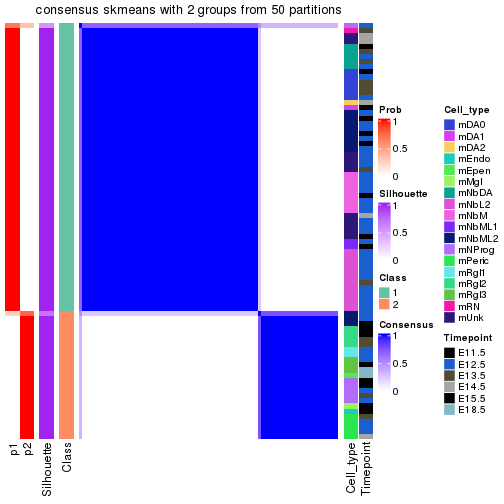 consensus skmeans with 2 groups from 50 partitions
p1
p2
Silhouette
Class
Cell_type
Timepoint
Prob
1
0.5
0
Silhouette
1
0.5
0
Class
1
2
Consensus
1
0.5
0
Cell_type
mDA0
mDA1
mDA2
mEndo
mEpen
mMgl
mNbDA
mNbL2
mNbM
mNbML1
mNbML2
mNProg
mPeric
mRgl1
mRgl2
mRgl3
mRN
mUnk
Timepoint
E11.5
E12.5
E13.5
E14.5
E15.5
E18.5